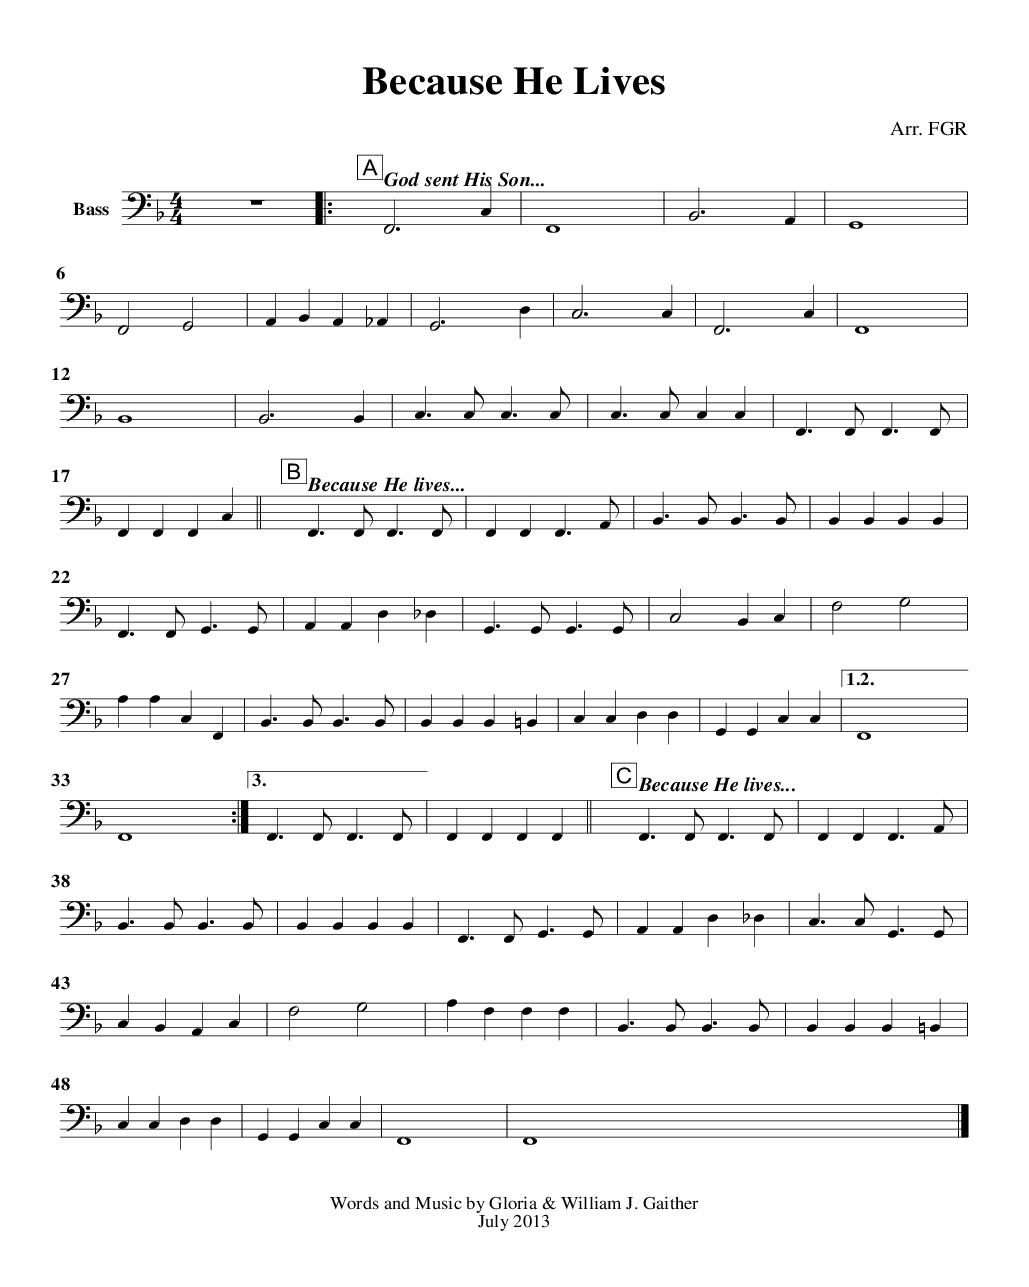 Because He Lives
Arr. FGR
A God sent His Son...
Bass
6
12
17
B Because He lives...
22
27
1.2.
33
3.
C Because He lives...
38
43
48
Words and Music by Gloria & William J. Gaither
July 2013